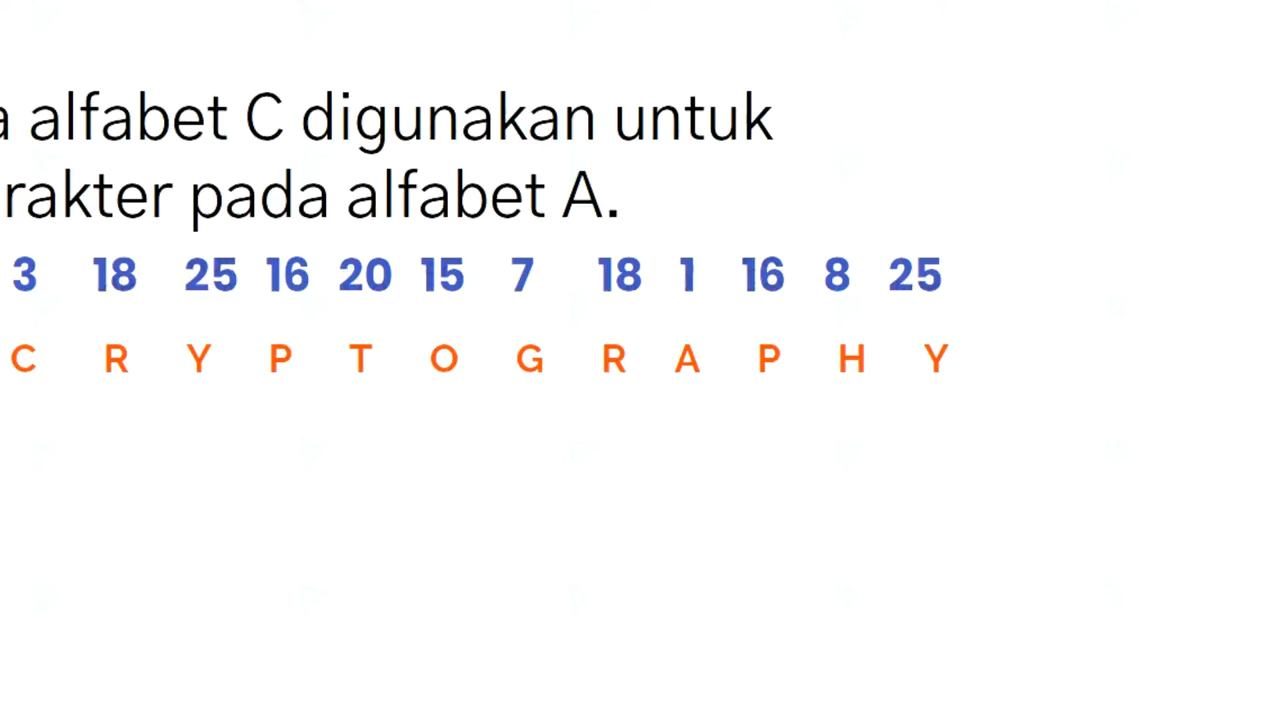 alfabet C digunakan untuk
rakter pada alfabet A.
3 18 25 16 20 15 7 18 1 16 8 25
C R Y P T O G R A P H Y